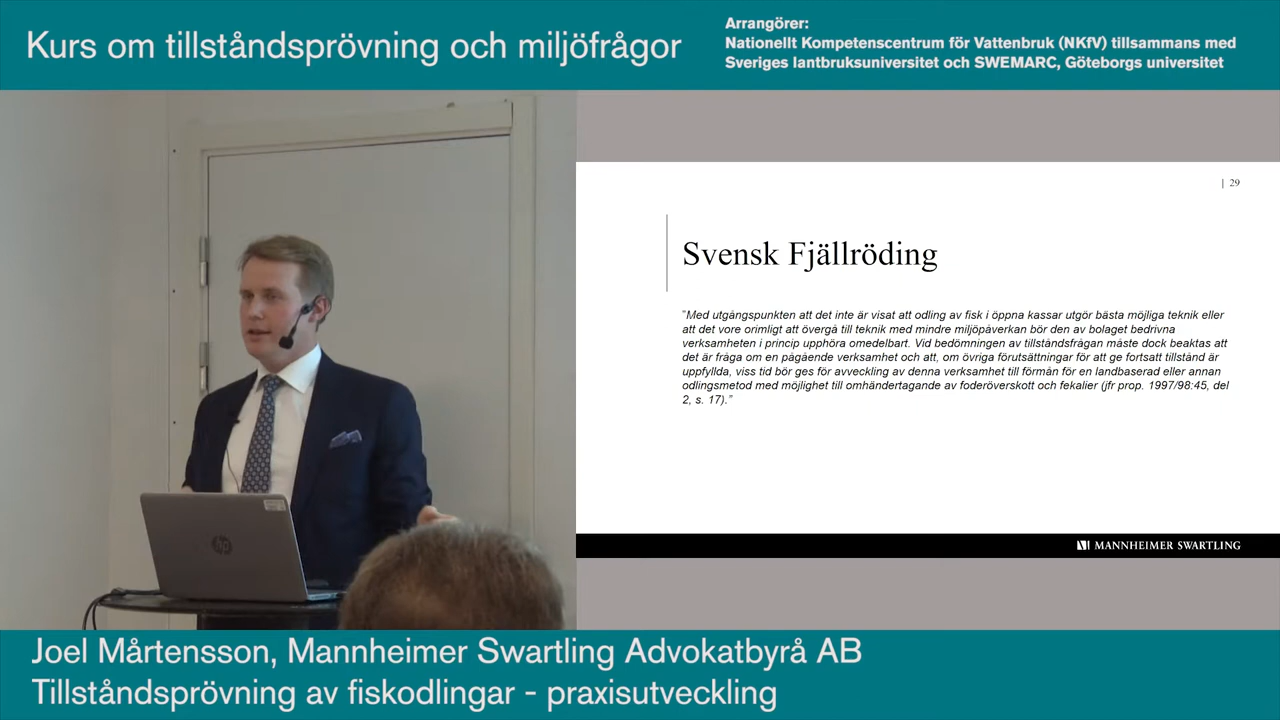 Kurs om tillståndsprövning och miljöfrågor
Arrangörer:
Nationellt Kompetenscentrum för Vattenbruk (NKfV) tillsammans med
Sveriges lantbruksuniversitet och SWEMARC, Göteborgs universitet
| 29
Svensk Fjällröding
"Med utgångspunkten att det inte är visat att odling av fisk i öppna kassar utgör bästa möjliga teknik eller
att det vore orimligt att övergå till teknik med mindre miljöpåverkan bör den av bolaget bedrivna
verksamheten i princip upphöra omedelbart. Vid bedömningen av tillståndsfrågan måste dock beaktas att
det är fråga om en pågående verksamhet och att, om övriga förutsättningar för att ge fortsatt tillstånd är
uppfyllda, viss tid bör ges för avveckling av denna verksamhet till förmån för en landbaserad eller annan
odlingsmetod med möjlighet till omhändertagande av foderöverskott och fekalier (jfr prop. 1997/98:45, del
2, s. 17)."
MANNHEIMER SWARTLING
hp
Joel Mårtensson, Mannheimer Swartling Advokatbyrå AB
Tillståndsprövning av fiskodlingar - praxisutveckling